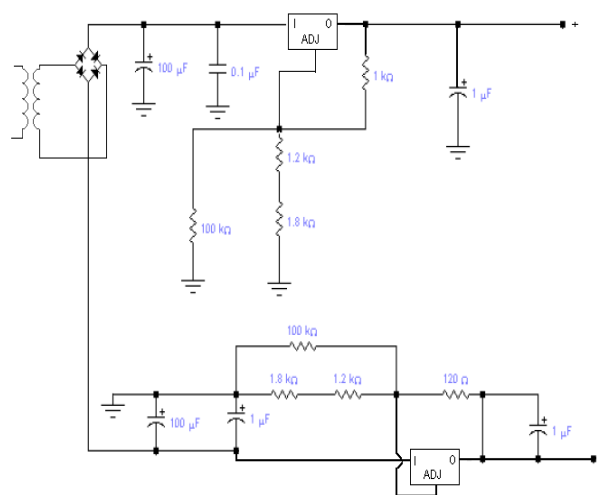 I O
ADJ
+
+
100 µF
0.1 µF
1 kΩ
+
1 µF
1.2 kΩ
1.8 kΩ
100 kΩ
100 kΩ
1.8 kΩ
1.2 kΩ
120 Ω
+
100 µF
+
1 µF
+
1 µF
I O
ADJ